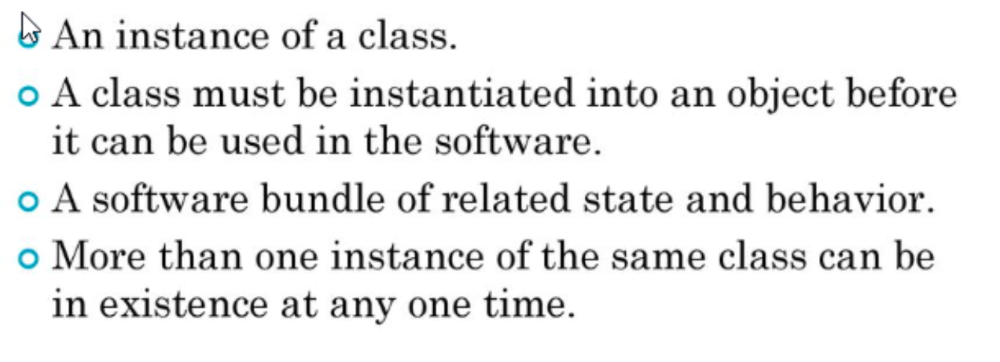 An instance of a class.
A class must be instantiated into an object before
it can be used in the software.
A software bundle of related state and behavior.
More than one instance of the same class can be
in existence at any one time.